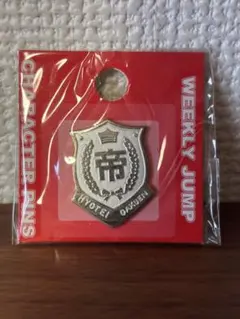 WEEKLY JUMP
CHARACTER PINS
帝
HYOTEI GAKUEN